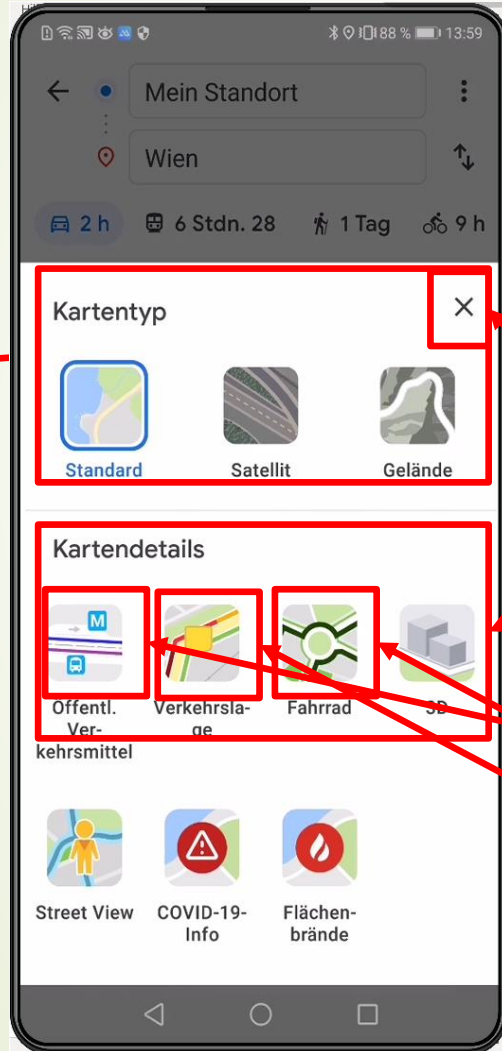 88 % 13:59
Mein Standort
Wien
2 h 6 Stdn. 28 1 Tag 9 h
Kartentyp
Standard Satellit Gelände
Kartendetails
M
Öffentl. Ver-kehrsmittel
Verkehrsla-ge
Fahrrad
3D
Street View
COVID-19-Info
Flächen-brände